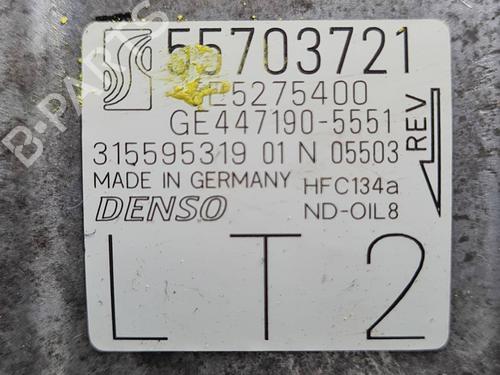 55703721
E5275400
GE447190-5551
315595319 01 N 05503
MADE IN GERMANY HFC134a
DENSO ND-OIL8
REV
LT2
B-PARTS